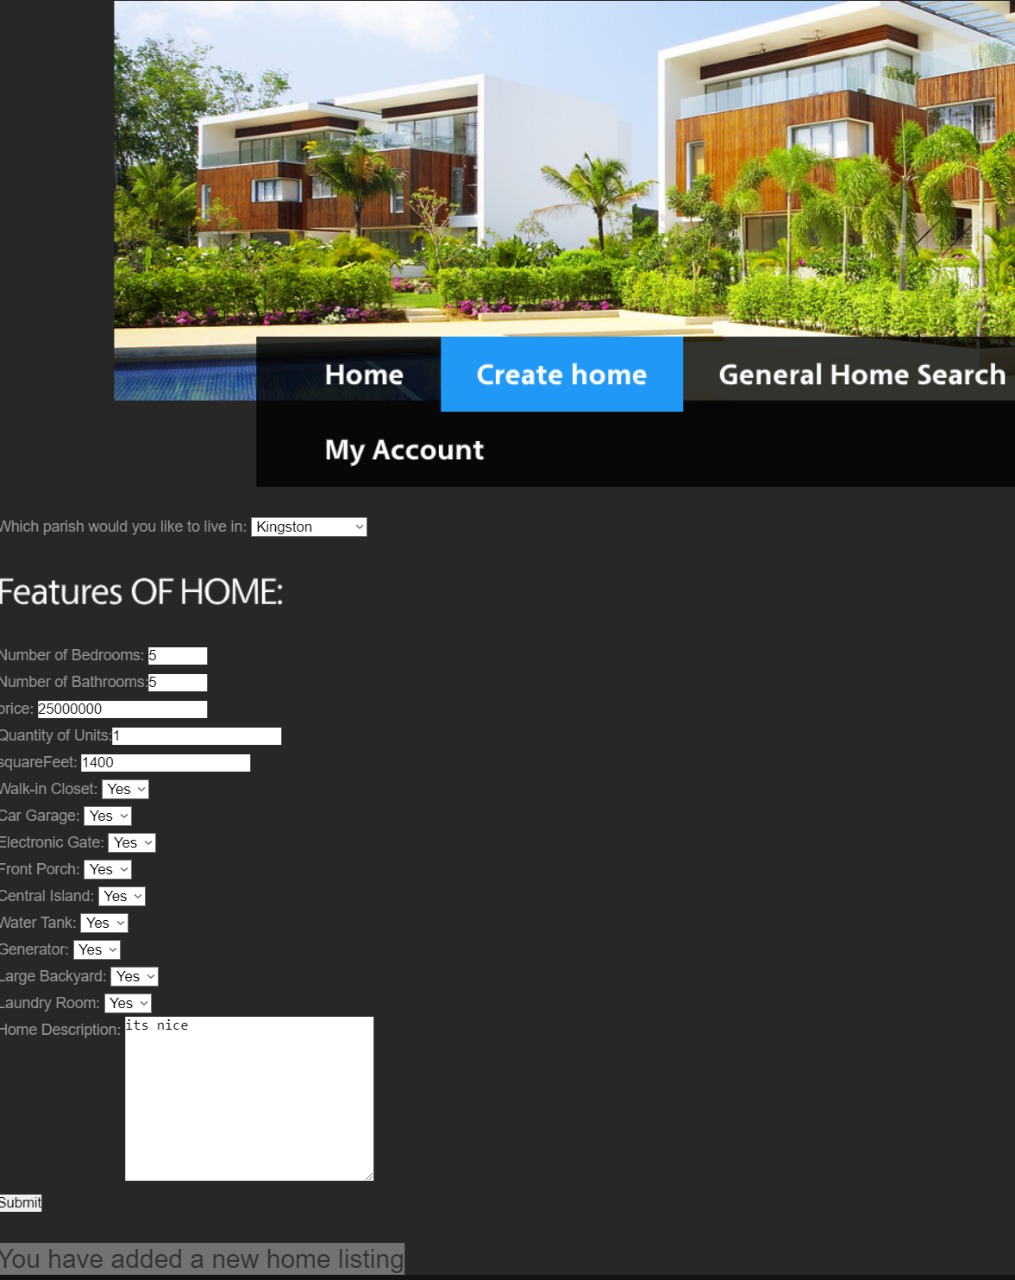 Home Create home General Home Search
My Account
Which parish would you like to live in: Kingston
Features OF HOME:
Number of Bedrooms: 5
Number of Bathrooms:5
price: 25000000
Quantity of Units:1
squareFeet: 1400
Walk-in Closet: Yes
Car Garage: Yes
Electronic Gate: Yes
Front Porch: Yes
Central Island: Yes
Water Tank: Yes
Generator: Yes
Large Backyard: Yes
Laundry Room: Yes
Home Description: its nice
Submit
You have added a new home listing